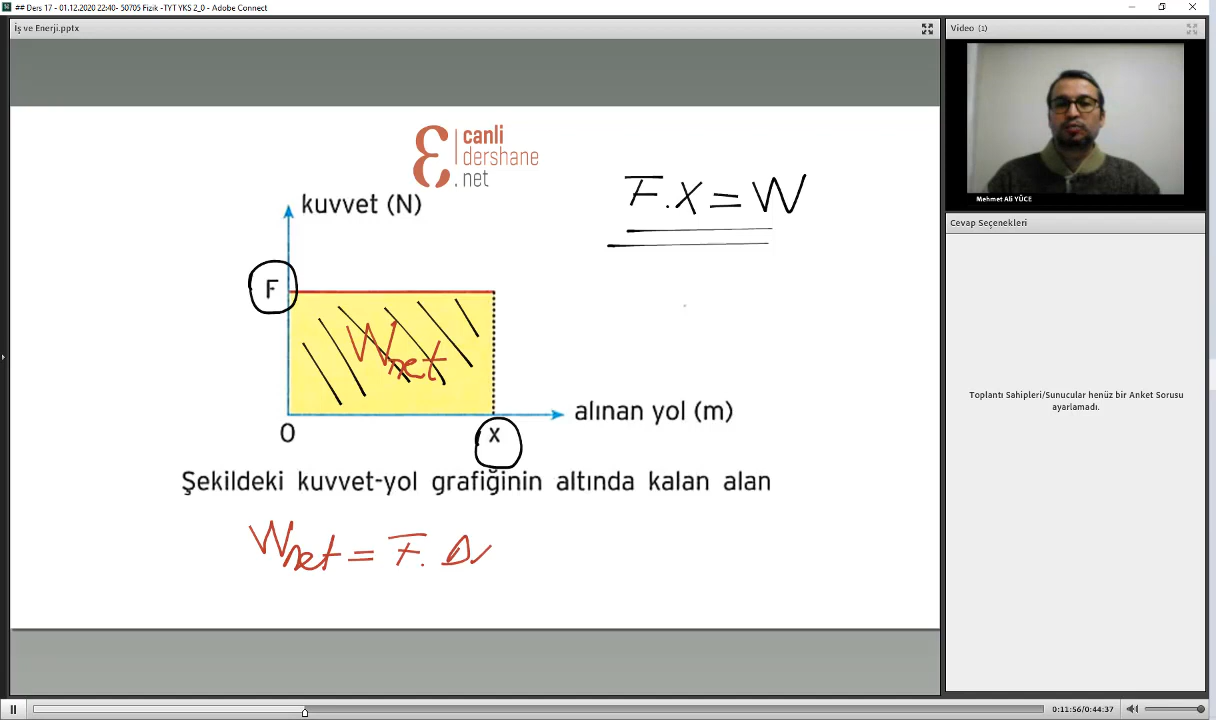 ## Ders 17 - 01.12.2020 22:40- 50705 Fizik -TYT YKS 2_0 - Adobe Connect
İş ve Enerji.pptx
Video (1)
canli
dershane
.net
F.X=W
kuvvet (N)
F
Wnet
alınan yol (m)
0
x
Şekildeki kuvvet-yol grafiğinin altında kalan alan
Wnet = F.
Mehmet Ali YÜCE
Cevap Seçenekleri
Toplantı Sahipleri/Sunucular henüz bir Anket Sorusu
ayarlamadı.
0:11:56/0:44:37